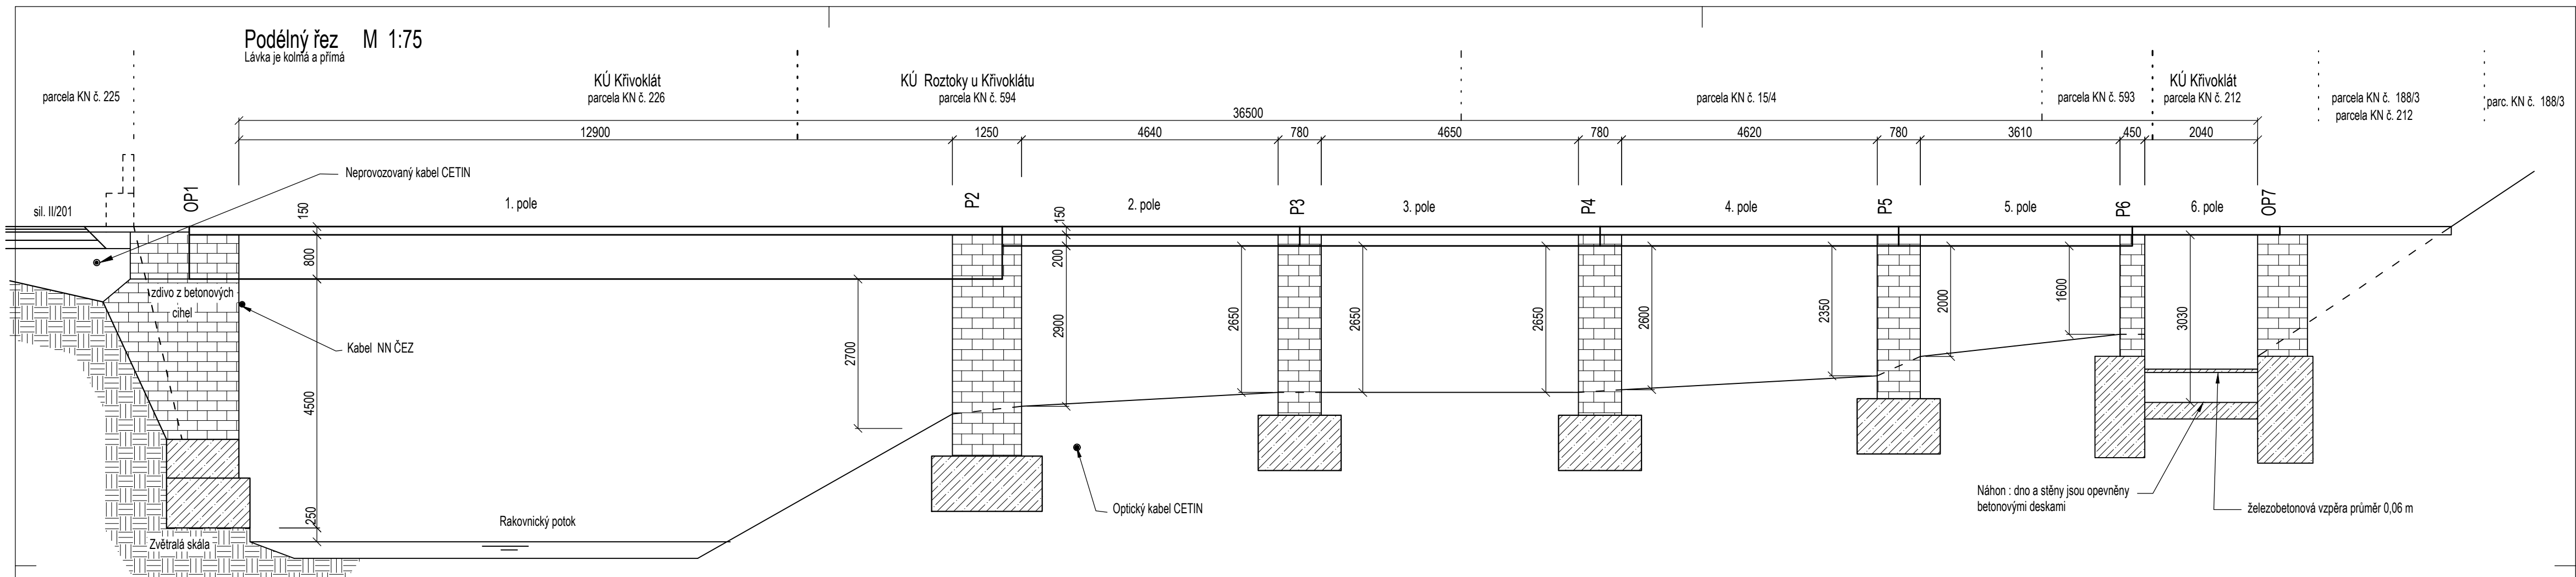 Podélný řez M 1:75
Lávka je kolmá a přímá
parcela KN č. 225
KÚ Křivoklát
parcela KN č. 226
KÚ Roztoky u Křivoklátu
parcela KN č. 594
parcela KN č. 15/4
parcela KN č. 593
KÚ Křivoklát
parcela KN č. 212
parcela KN č. 188/3
parcela KN č. 212
parc. KN č. 188/3
36500
12900
1250
4640
780
4650
780
4620
780
3610
450
2040
Neprovozovaný kabel CETIN
sil. II/201
OP1
1. pole
P2
2. pole
P3
3. pole
P4
4. pole
P5
5. pole
P6
6. pole
OP7
150
800
4500
250
2700
150
200
2900
2650
2650
2650
2600
2350
2000
1600
3030
zdivo z betonových
cihel
Kabel NN ČEZ
Zvětralá skála
Rakovnický potok
Optický kabel CETIN
Náhon : dno a stěny jsou opevněny
betonovými deskami
železobetonová vzpěra průměr 0,06 m